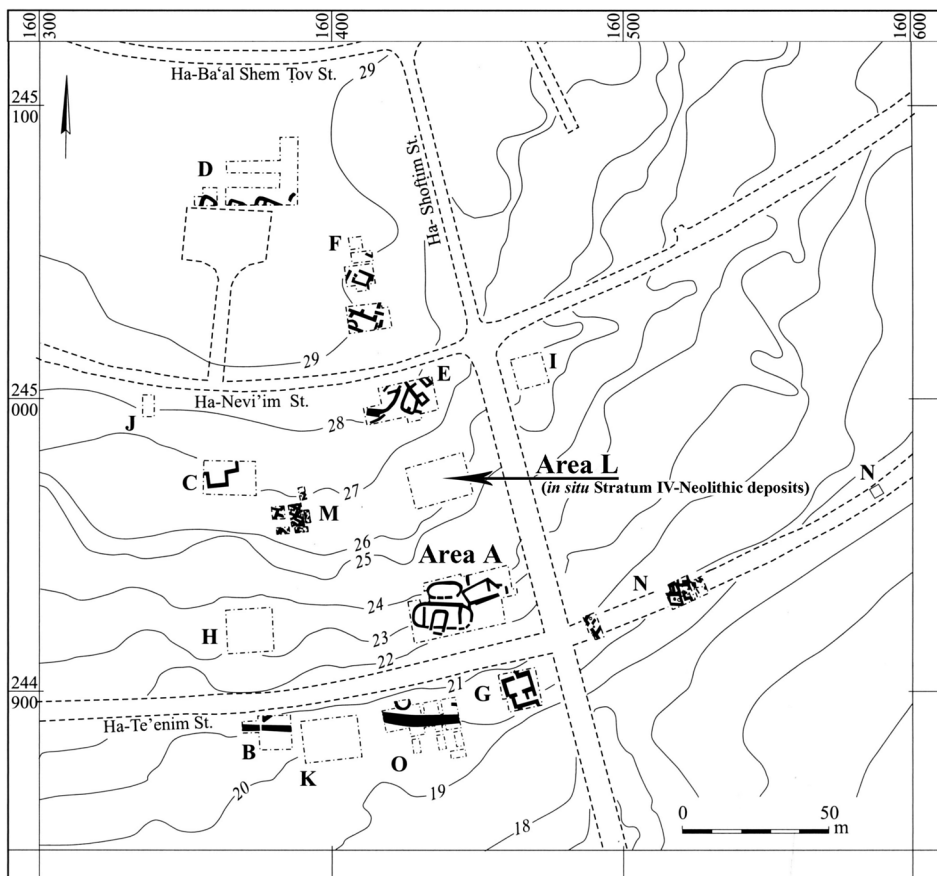 160
300
160
400
160
500
160
600
Ha-Ba'al Shem Tov St.
29
245
100
Ha- Shoftim St.
D
F
29
I
E
Ha-Nevi'im St.
245
000
J
28
Area L
(in situ Stratum IV-Neolithic deposits)
N
C
27
M
26
25
Area A
N
24
H
23
22
G
21
244
900
Ha-Te'enim St.
B
K
O
20
19
18
0
50
m